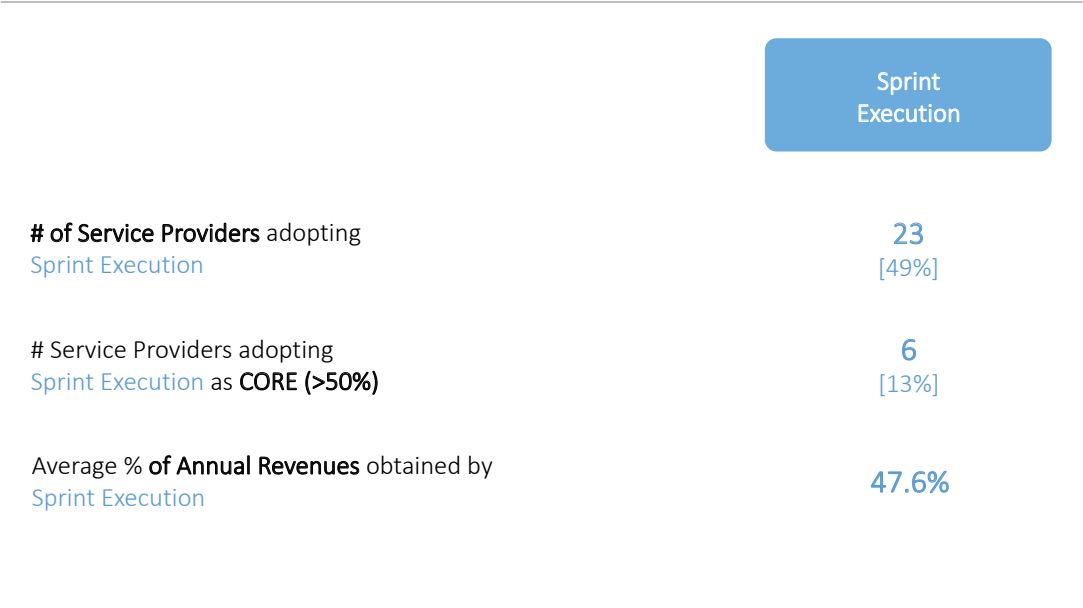 Sprint
Execution
# of Service Providers adopting
Sprint Execution
23
[49%]
# Service Providers adopting
Sprint Execution as CORE (>50%)
6
[13%]
Average % of Annual Revenues obtained by
Sprint Execution
47.6%